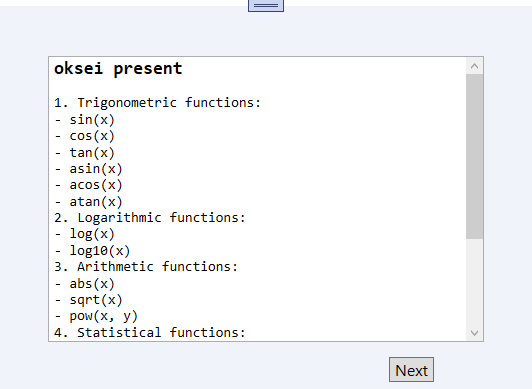 oksei present
1. Trigonometric functions:
- sin(x)
- cos(x)
- tan(x)
- asin(x)
- acos(x)
- atan(x)
2. Logarithmic functions:
- log(x)
- log10(x)
3. Arithmetic functions:
- abs(x)
- sqrt(x)
- pow(x, y)
4. Statistical functions:
Next